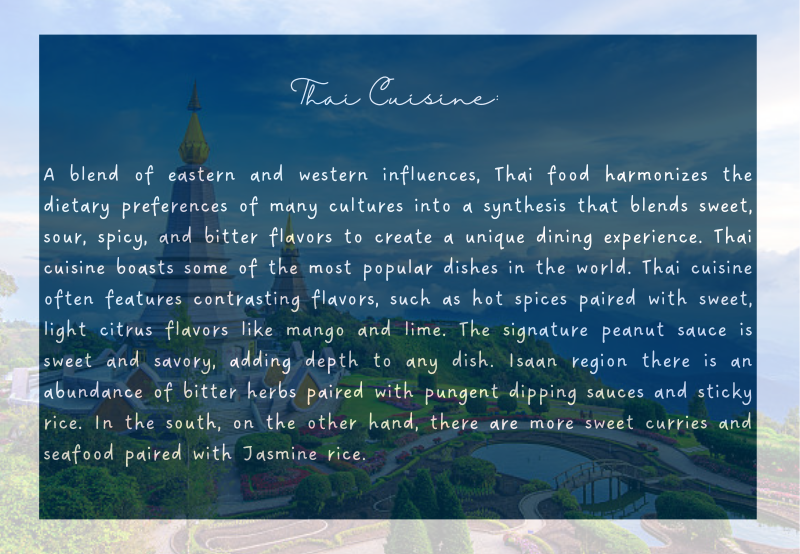 Thai Cuisine:
A blend of eastern and western influences, Thai food harmonizes the
dietary preferences of many cultures into a synthesis that blends sweet,
sour, spicy, and bitter flavors to create a unique dining experience. Thai
cuisine boasts some of the most popular dishes in the world. Thai cuisine
often features contrasting flavors, such as hot spices paired with sweet,
light citrus flavors like mango and lime. The signature peanut sauce is
sweet and savory, adding depth to any dish. Isaan region there is an
abundance of bitter herbs paired with pungent dipping sauces and sticky
rice. In the south, on the other hand, there are more sweet curries and
seafood paired with Jasmine rice.